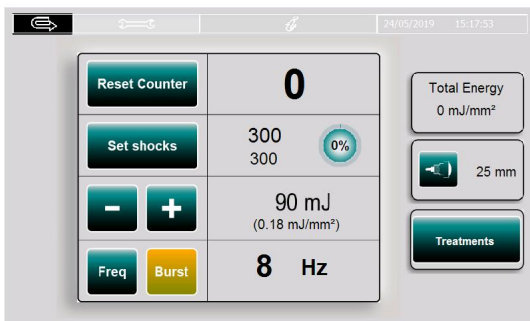 24/05/2019 15:17:53
Reset Counter
0
Set shocks
300
300
0%
- +
90 mJ
(0.18 mJ/mm²)
Freq Burst
8 Hz
Total Energy
0 mJ/mm²
25 mm
Treatments